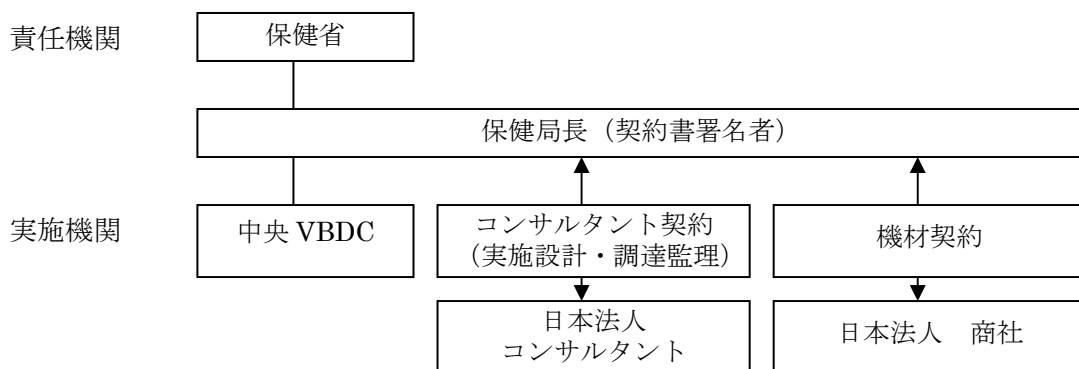 責任機関
保健省
保健局長（契約書署名者）
実施機関
中央 VBDC
コンサルタント契約
（実施設計・調達監理）
機材契約
日本法人
コンサルタント
日本法人　商社